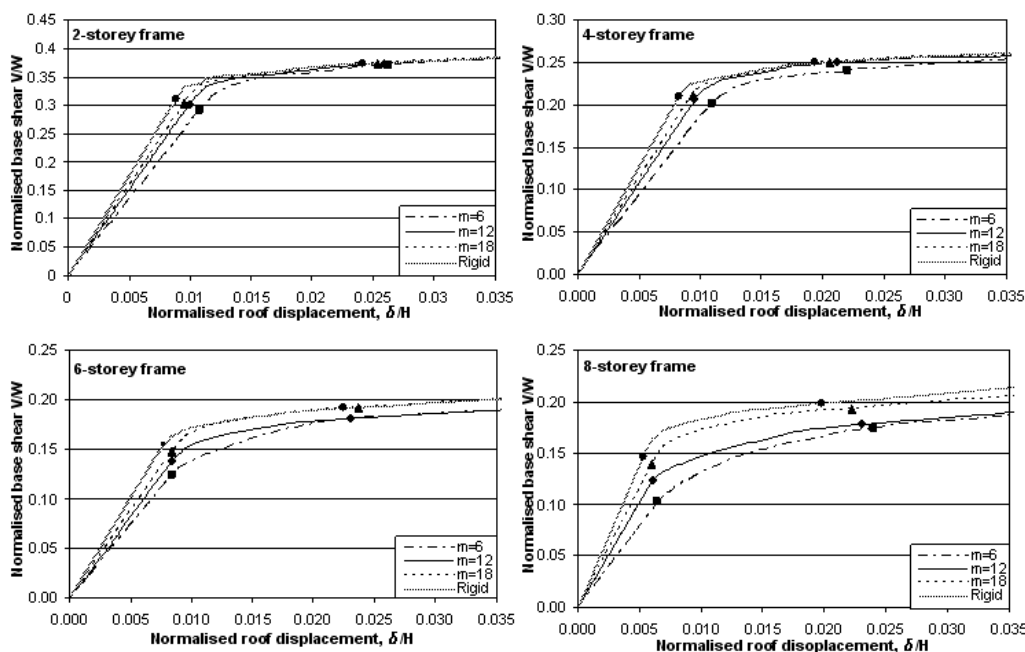 2-storey frame
Normalised base shear V/W
0.45
0.4
0.35
0.3
0.25
0.2
0.15
0.1
0.05
0
0 0.005 0.010 0.015 0.020 0.025 0.030 0.035
Normalised roof displacement, δ/H
m=6
m=12
m=18
Rigid
4-storey frame
Normalised base shear V/W
0.30
0.25
0.20
0.15
0.10
0.05
0.00
0.000 0.005 0.010 0.015 0.020 0.025 0.030 0.035
Normalised roof displacement, δ/H
m=6
m=12
m=18
Rigid
6-storey frame
Normalised base shear V/W
0.25
0.20
0.15
0.10
0.05
0.00
0.000 0.005 0.010 0.015 0.020 0.025 0.030 0.035
Normalised roof displacement, δ/H
m=6
m=12
m=18
Rigid
8-storey frame
Normalised base shear V/W
0.25
0.20
0.15
0.10
0.05
0.00
0.000 0.005 0.010 0.015 0.020 0.025 0.030 0.035
Normalised roof disoplacement, δ/H
m=6
m=12
m=18
Rigid